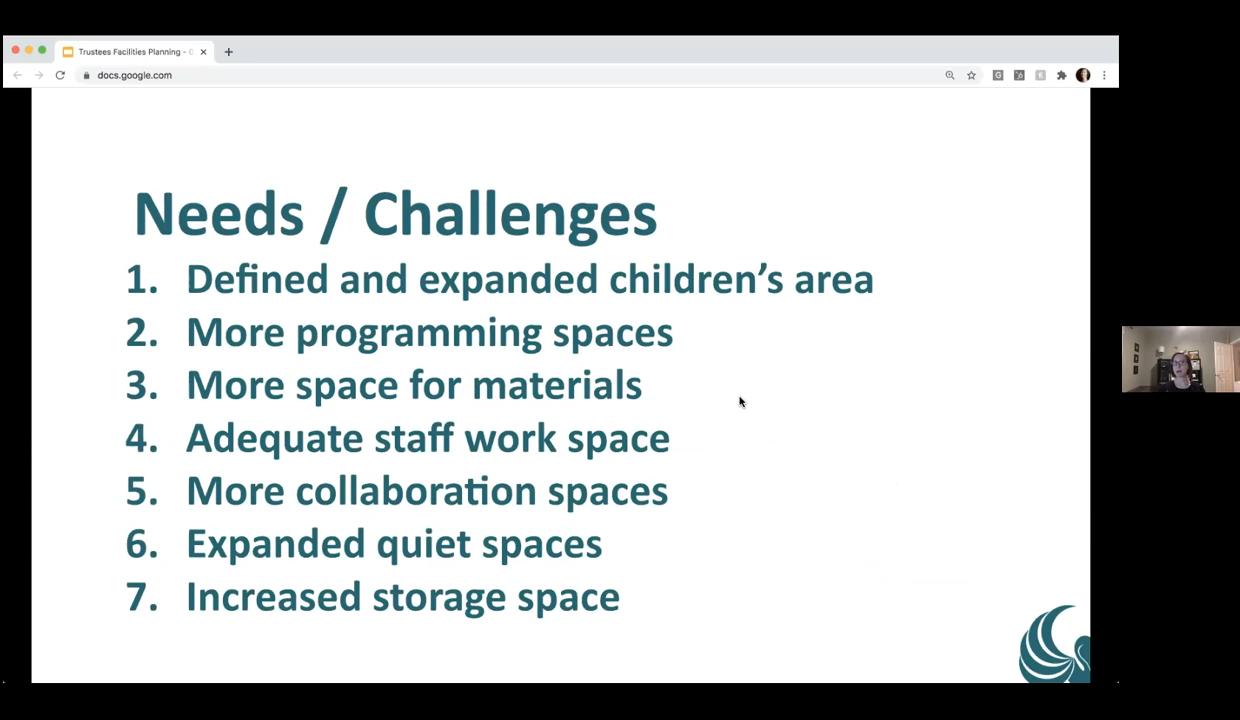 Trustees Facilities Planning -
docs.google.com
Needs / Challenges
1. Defined and expanded children’s area
2. More programming spaces
3. More space for materials
4. Adequate staff work space
5. More collaboration spaces
6. Expanded quiet spaces
7. Increased storage space